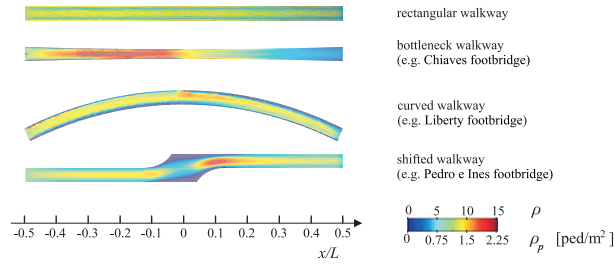 rectangular walkway
bottleneck walkway
(e.g. Chiaves footbridge)
curved walkway
(e.g. Liberty footbridge)
shifted walkway
(e.g. Pedro e Ines footbridge)
-0.5 -0.4 -0.3 -0.2 -0.1 0 0.1 0.2 0.3 0.4 0.5
x/L
0 5 10 15 ρ
0 0.75 1.5 2.25 ρp [ped/m²]